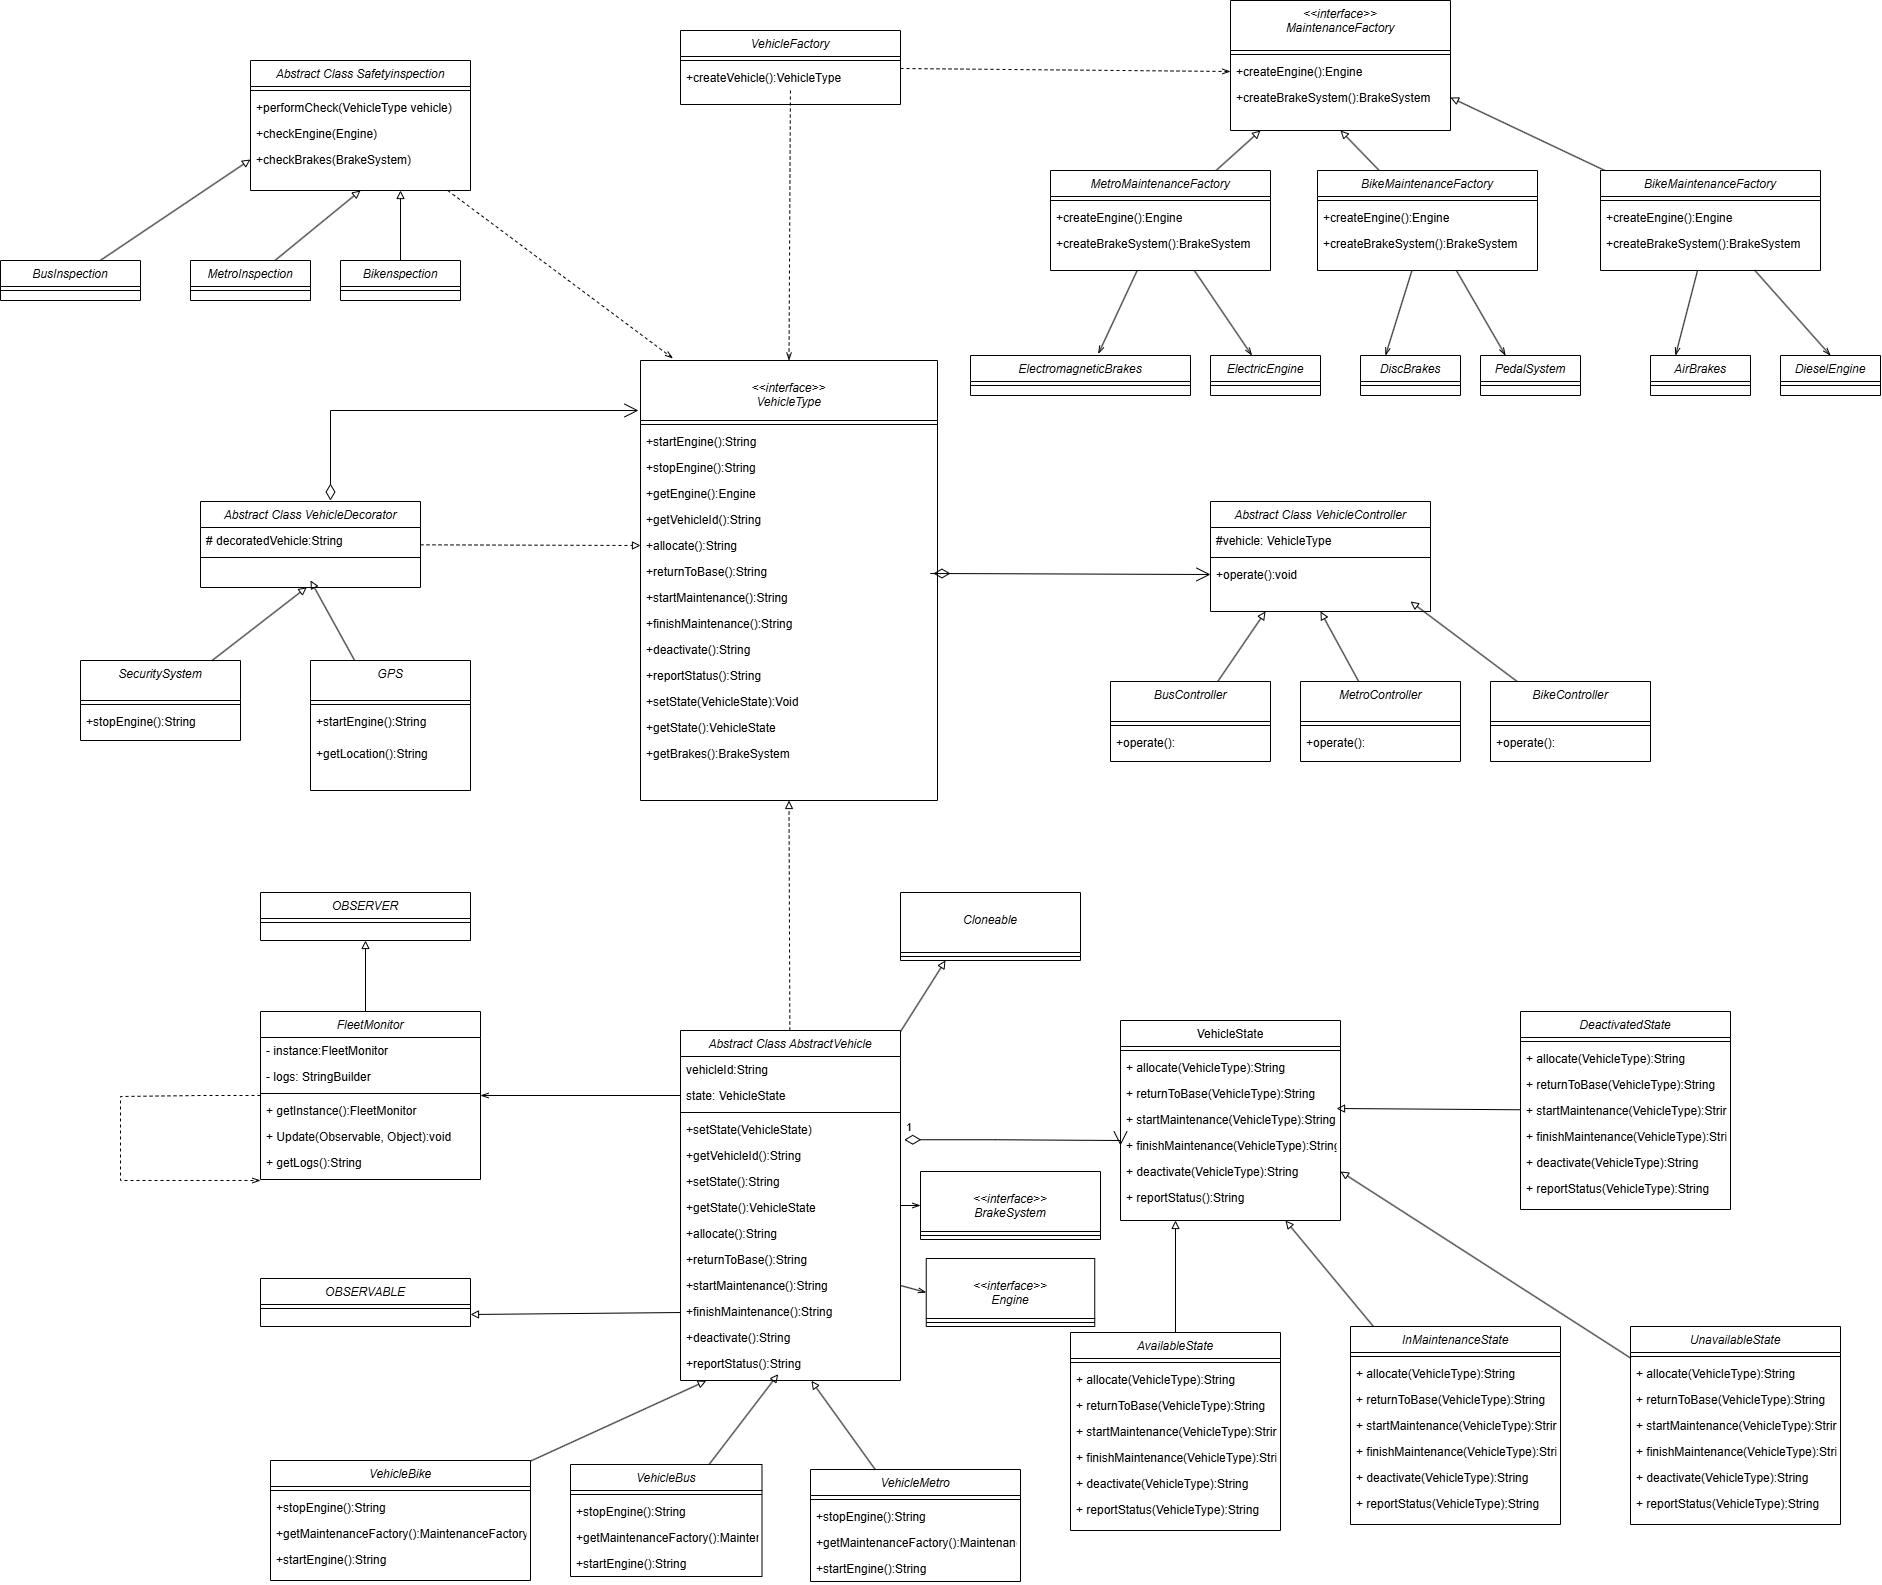 <<interface>>
MaintenanceFactory
+createEngine():Engine
+createBrakeSystem():BrakeSystem
VehicleFactory
+createVehicle():VehicleType
Abstract Class Safetyinspection
+performCheck(VehicleType vehicle)
+checkEngine(Engine)
+checkBrakes(BrakeSystem)
MetroMaintenanceFactory
+createEngine():Engine
+createBrakeSystem():BrakeSystem
BikeMaintenanceFactory
+createEngine():Engine
+createBrakeSystem():BrakeSystem
BikeMaintenanceFactory
+createEngine():Engine
+createBrakeSystem():BrakeSystem
BusInspection
MetroInspection
Bikenspection
ElectromagneticBrakes
ElectricEngine
DiscBrakes
PedalSystem
AirBrakes
DieselEngine
<<interface>>
VehicleType
+startEngine():String
+stopEngine():String
+getEngine():Engine
+getVehicleId():String
+allocate():String
+returnToBase():String
+startMaintenance():String
+finishMaintenance():String
+deactivate():String
+reportStatus():String
+setState(VehicleState):Void
+getState():VehicleState
+getBrakes():BrakeSystem
Abstract Class VehicleDecorator
# decoratedVehicle:String
Abstract Class VehicleController
#vehicle: VehicleType
+operate():void
SecuritySystem
+stopEngine():String
GPS
+startEngine():String
+getLocation():String
BusController
+operate():
MetroController
+operate():
BikeController
+operate():
OBSERVER
Cloneable
FleetMonitor
- instance:FleetMonitor
- logs: StringBuilder
+ getInstance():FleetMonitor
+ Update(Observable, Object):void
+ getLogs():String
Abstract Class AbstractVehicle
vehicleId:String
state: VehicleState
+setState(VehicleState)
+getVehicleId():String
+setState():String
+getState():VehicleState
+allocate():String
+returnToBase():String
+startMaintenance():String
+finishMaintenance():String
+deactivate():String
+reportStatus():String
1
VehicleState
+ allocate(VehicleType):String
+ returnToBase(VehicleType):String
+ startMaintenance(VehicleType):String
+ finishMaintenance(VehicleType):String
+ deactivate(VehicleType):String
+ reportStatus():String
DeactivatedState
+ allocate(VehicleType):String
+ returnToBase(VehicleType):String
+ startMaintenance(VehicleType):Strir
+ finishMaintenance(VehicleType):Stri
+ deactivate(VehicleType):String
+ reportStatus(VehicleType):String
<<interface>>
BrakeSystem
<<interface>>
Engine
OBSERVABLE
AvailableState
+ allocate(VehicleType):String
+ returnToBase(VehicleType):String
+ startMaintenance(VehicleType):Strir
+ finishMaintenance(VehicleType):Stri
+ deactivate(VehicleType):String
+ reportStatus(VehicleType):String
InMaintenanceState
+ allocate(VehicleType):String
+ returnToBase(VehicleType):String
+ startMaintenance(VehicleType):Strir
+ finishMaintenance(VehicleType):Stri
+ deactivate(VehicleType):String
+ reportStatus(VehicleType):String
UnavailableState
+ allocate(VehicleType):String
+ returnToBase(VehicleType):String
+ startMaintenance(VehicleType):Strir
+ finishMaintenance(VehicleType):Stri
+ deactivate(VehicleType):String
+ reportStatus(VehicleType):String
VehicleBike
+stopEngine():String
+getMaintenanceFactory():MaintenanceFactory
+startEngine():String
VehicleBus
+stopEngine():String
+getMaintenanceFactory():Mainter
+startEngine():String
VehicleMetro
+stopEngine():String
+getMaintenanceFactory():Maintenan
+startEngine():String